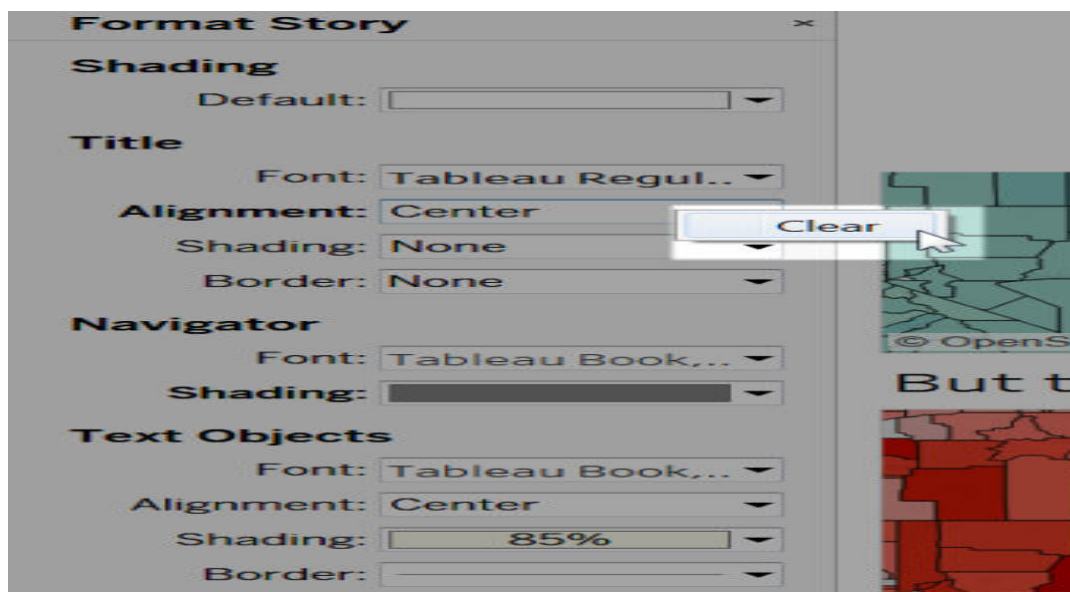 Format Story ×
Shading
Default:
Title
Font: Tableau Regul..
Alignment: Center
Clear
Shading: None
Border: None
Navigator
Font: Tableau Book,..
Shading:
Text Objects
Font: Tableau Book,..
Alignment: Center
Shading: 85%
Border:
© OpenS
But t